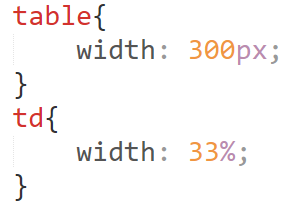 table{
    width: 300px;
}
td{
    width: 33%;
}